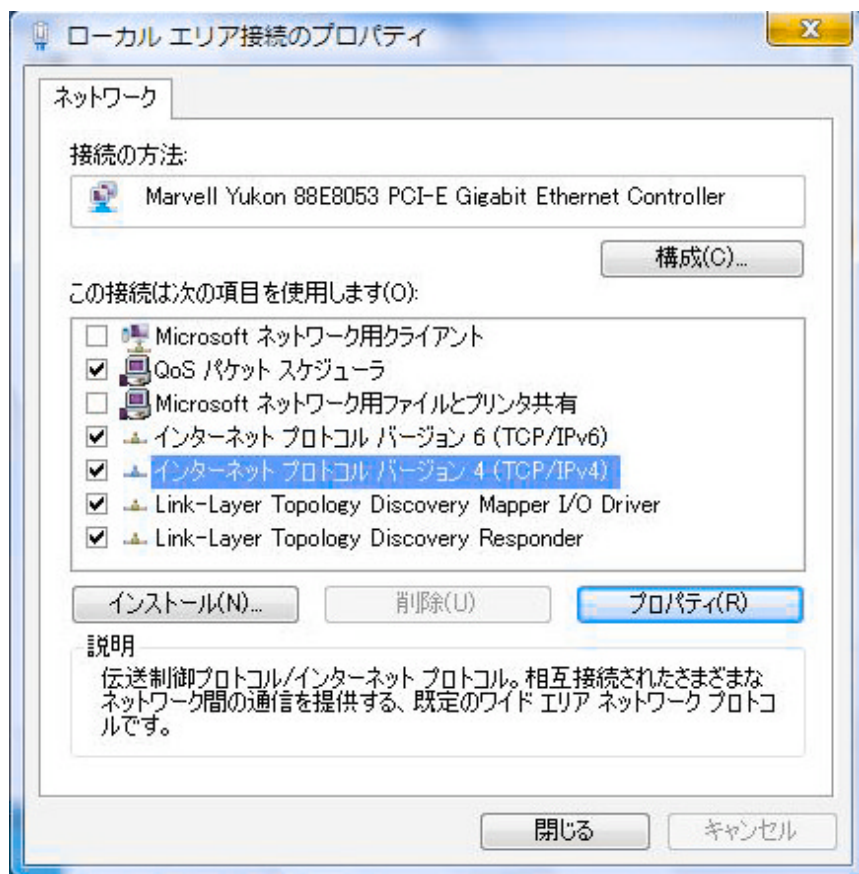 ローカル エリア接続のプロパティ
ネットワーク
接続の方法:
Marvell Yukon 88E8053 PCI-E Gigabit Ethernet Controller
構成(C)...
この接続は次の項目を使用します(O):
Microsoft ネットワーク用クライアント
QoS パケット スケジューラ
Microsoft ネットワーク用ファイルとプリンタ共有
インターネット プロトコル バージョン 6 (TCP/IPv6)
インターネット プロトコル バージョン 4 (TCP/IPv4)
Link-Layer Topology Discovery Mapper I/O Driver
Link-Layer Topology Discovery Responder
インストール(N)...
削除(U)
プロパティ(R)
説明
伝送制御プロトコル/インターネット プロトコル。相互接続されたさまざまな
ネットワーク間の通信を提供する、既定のワイド エリア ネットワーク プロトコ
ルです。
閉じる
キャンセル